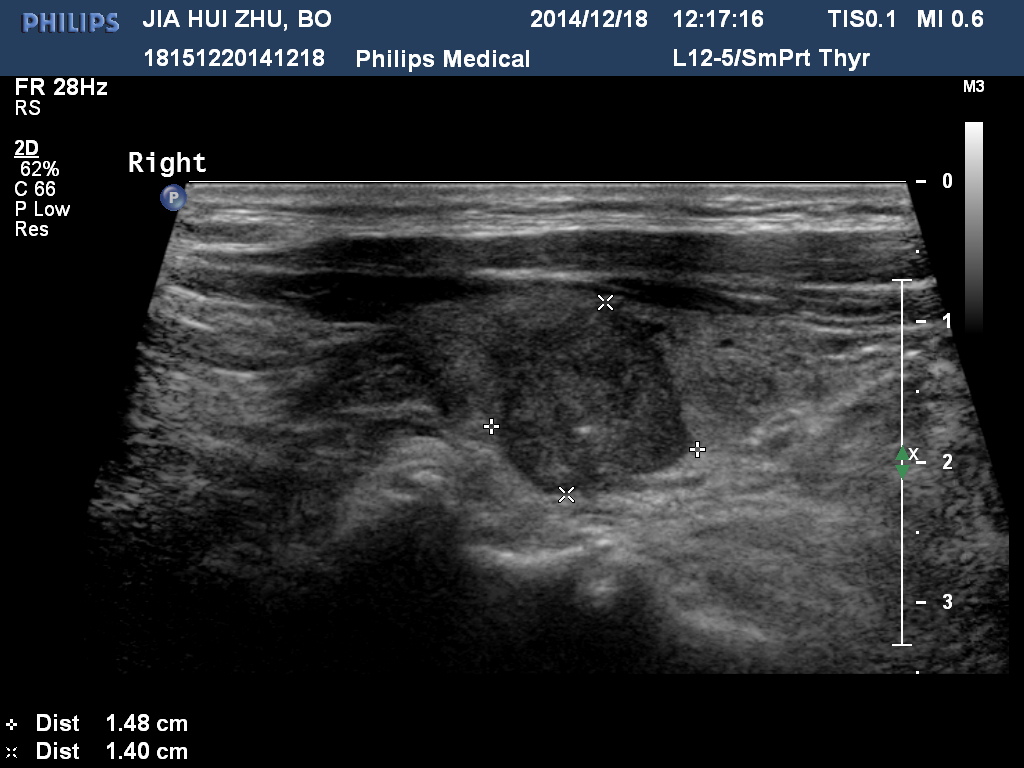 PHILIPS JIA HUI ZHU, BO 2014/12/18 12:17:16 TIS0.1 MI 0.6
18151220141218 Philips Medical L12-5/SmPrt Thyr
FR 28Hz
RS
M3
2D
62%
C 66
P Low
Res
Right
P
0
1
x
2
3
Dist 1.48 cm
Dist 1.40 cm